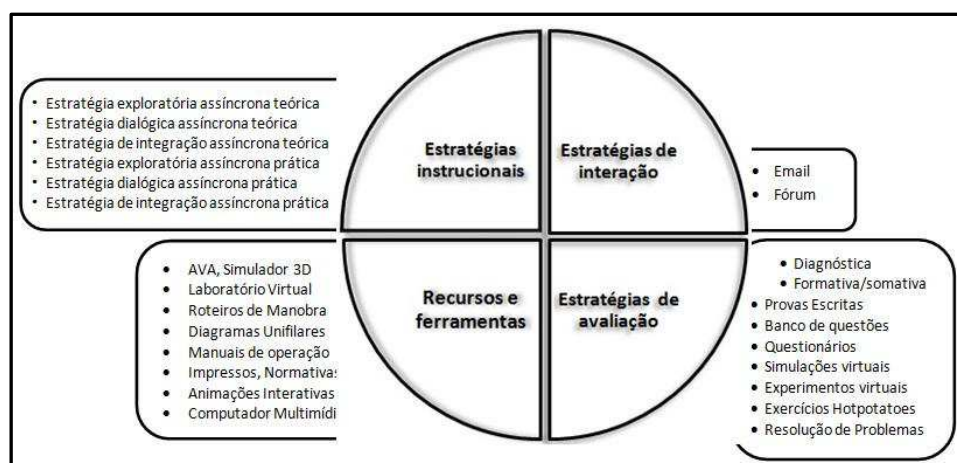 • Estratégia exploratória assíncrona teórica
• Estratégia dialógica assíncrona teórica
• Estratégia de integração assíncrona teórica
• Estratégia exploratória assíncrona prática
• Estratégia dialógica assíncrona prática
• Estratégia de integração assíncrona prática
Estratégias
instrucionais
Estratégias de
interação
• Email
• Fórum
• AVA, Simulador 3D
• Laboratório Virtual
• Roteiros de Manobra
• Diagramas Unifilares
• Manuais de operação
• Impressos, Normativas
• Animações Interativas
• Computador Multimídi
Recursos e
ferramentas
Estratégias de
avaliação
• Diagnóstica
• Formativa/somativa
• Provas Escritas
• Banco de questões
• Questionários
• Simulações virtuais
• Experimentos virtuais
• Exercícios Hotpotatoes
• Resolução de Problemas